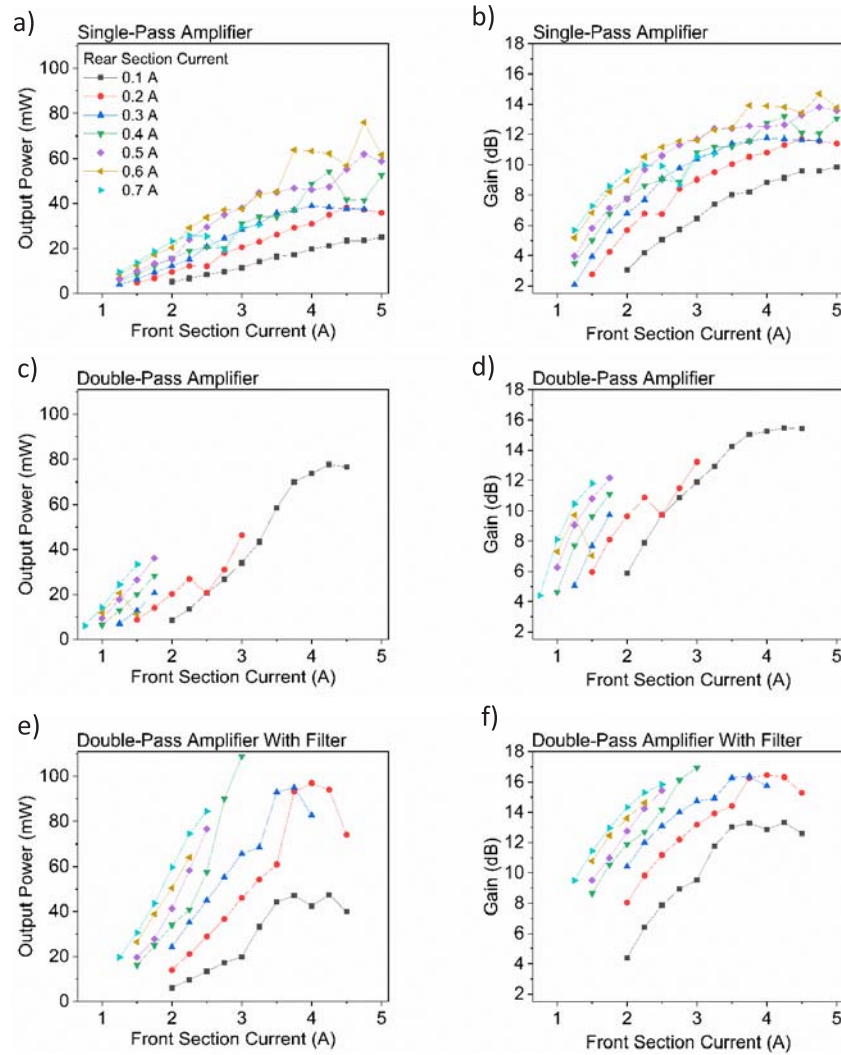 a)
Single-Pass Amplifier
Rear Section Current
0.1 A
0.2 A
0.3 A
0.4 A
0.5 A
0.6 A
0.7 A
100
80
60
40
20
0
Output Power (mW)
1 2 3 4 5
Front Section Current (A)
b)
Single-Pass Amplifier
18
16
14
12
10
8
6
4
2
Gain (dB)
1 2 3 4 5
Front Section Current (A)
c)
Double-Pass Amplifier
100
80
60
40
20
0
Output Power (mW)
1 2 3 4 5
Front Section Current (A)
d)
Double-Pass Amplifier
18
16
14
12
10
8
6
4
2
Gain (dB)
1 2 3 4 5
Front Section Current (A)
e)
Double-Pass Amplifier With Filter
100
80
60
40
20
0
Output Power (mW)
1 2 3 4 5
Front Section Current (A)
f)
Double-Pass Amplifier With Filter
18
16
14
12
10
8
6
4
2
Gain (dB)
1 2 3 4 5
Front Section Current (A)